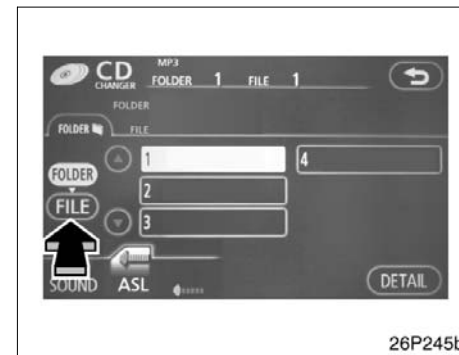 CD MP3
CHANGER FOLDER 1 FILE 1
FOLDER
FOLDER FILE
1 4
FOLDER
2
FILE
3
SOUND ASL DETAIL
26P245b